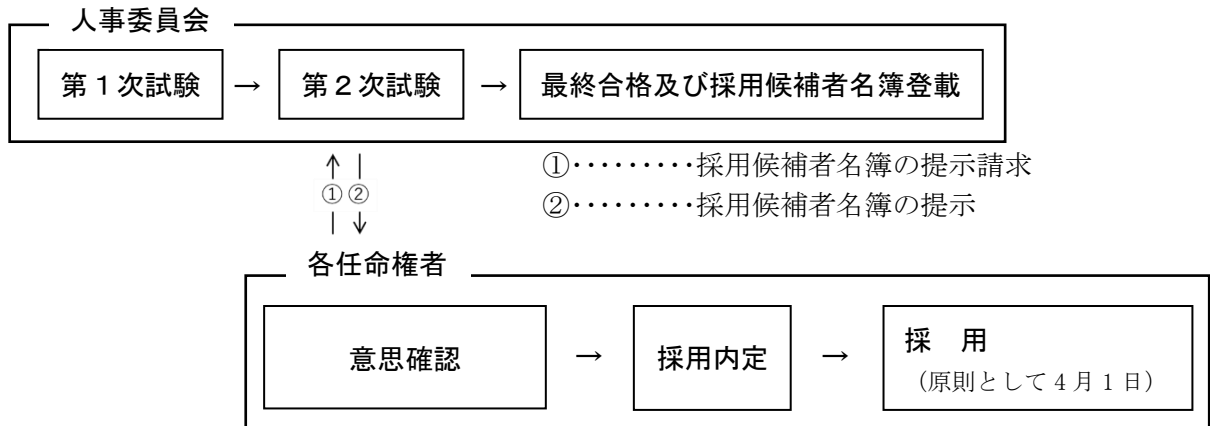 人事委員会
第1次試験 → 第2次試験 → 最終合格及び採用候補者名簿登載
①・・・・・・・・・採用候補者名簿の提示請求
①②
②・・・・・・・・・採用候補者名簿の提示
各任命権者
意思確認 → 採用内定 → 採　用
（原則として4月1日）